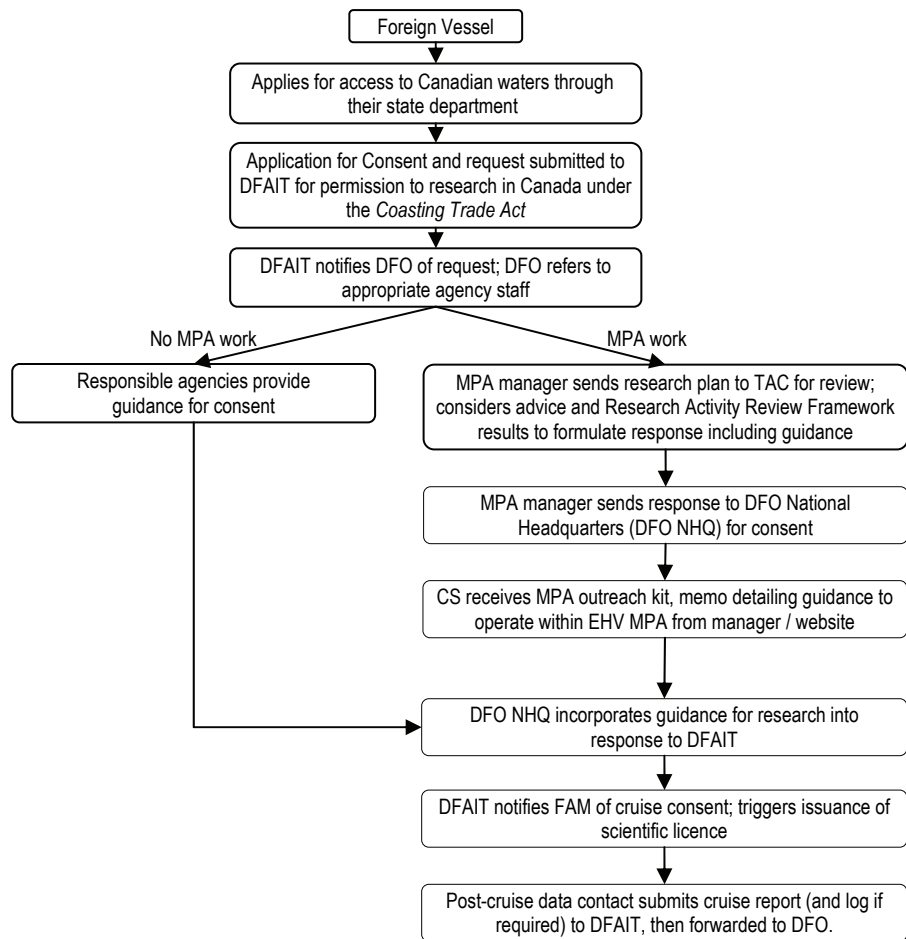 Foreign Vessel
Applies for access to Canadian waters through
their state department
Application for Consent and request submitted to
DFAIT for permission to research in Canada under
the Coasting Trade Act
DFAIT notifies DFO of request; DFO refers to
appropriate agency staff
No MPA work
MPA work
Responsible agencies provide
guidance for consent
MPA manager sends research plan to TAC for review;
considers advice and Research Activity Review Framework
results to formulate response including guidance
MPA manager sends response to DFO National
Headquarters (DFO NHQ) for consent
CS receives MPA outreach kit, memo detailing guidance to
operate within EHV MPA from manager / website
DFO NHQ incorporates guidance for research into
response to DFAIT
DFAIT notifies FAM of cruise consent; triggers issuance of
scientific licence
Post-cruise data contact submits cruise report (and log if
required) to DFAIT, then forwarded to DFO.